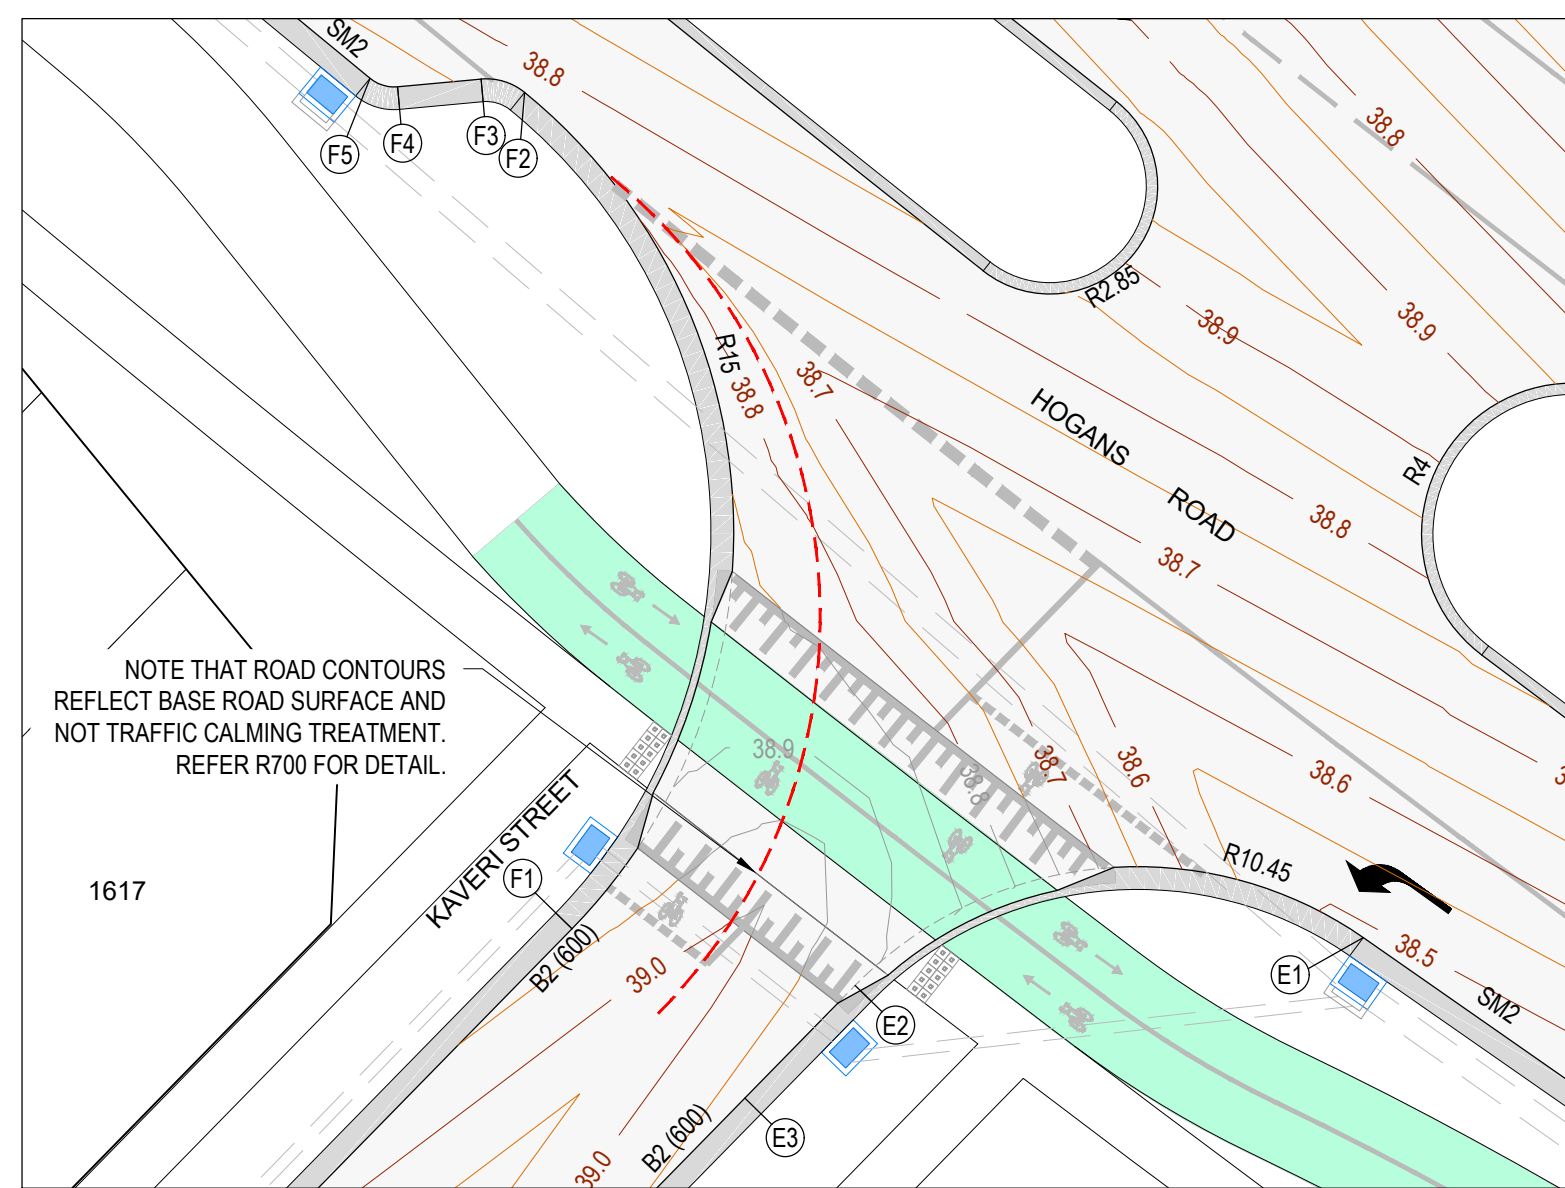 SM2
38.8
38.8
F5
F4
F3
F2
R2.85
38.9
38.9
R15
38.8
38.7
HOGANS
ROAD
R4
38.8
38.7
NOTE THAT ROAD CONTOURS
REFLECT BASE ROAD SURFACE AND
NOT TRAFFIC CALMING TREATMENT.
REFER R700 FOR DETAIL.
38.9
38.8
38.7
38.6
38.6
R10.45
KAVERI STREET
1617
F1
B2 (600)
39.0
E1
38.5
SM2
E2
E3
B2 (600)
39.0